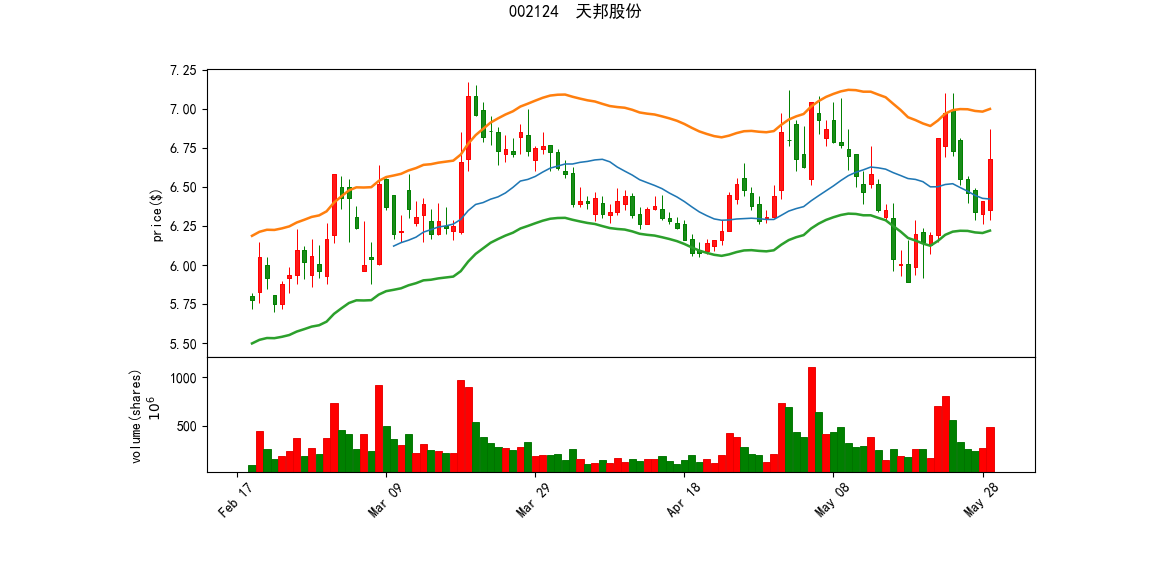 002124 天邦股份
7.25
7.00
6.75
6.50
6.25
6.00
5.75
5.50
price($)
1000
500
volume(shares)
10^6
Feb 17
Mar 09
Mar 29
Apr 18
May 08
May 28